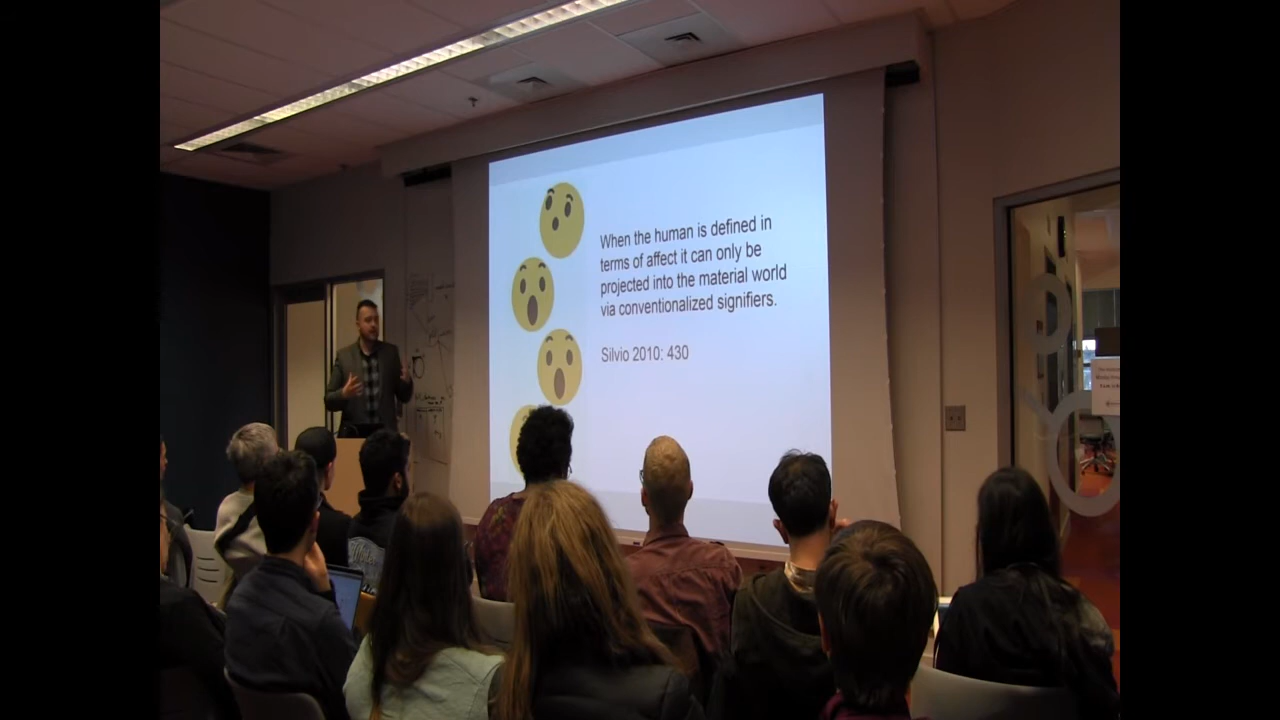 When the human is defined in
terms of affect it can only be
projected into the material world
via conventionalized signifiers.
Silvio 2010: 430